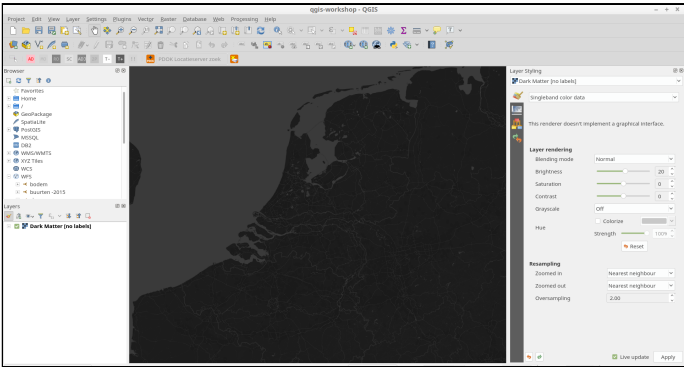 qgis-workshop - QGIS
Project Edit View Layer Settings Plugins Vector Raster Database Web Processing Help
PDOK Locatieserver zoek
Browser
Favorites
Home
/
GeoPackage
SpatiaLite
PostGIS
MSSQL
DB2
WMS/WMTS
XYZ Tiles
WCS
WFS
bodem
buurten -2015
Layers
Dark Matter [no labels]
Layer Styling
Dark Matter [no labels]
Singleband color data
This renderer doesn't implement a graphical interface.
Layer rendering
Blending mode Normal
Brightness 20
Saturation 0
Contrast 0
Grayscale Off
Hue Colorize
Strength 100%
Reset
Resampling
Zoomed in Nearest neighbour
Zoomed out Nearest neighbour
Oversampling 2.00
Live update Apply